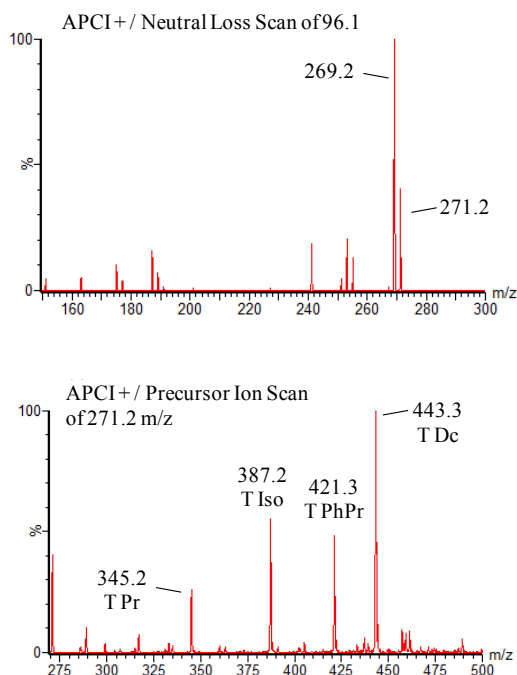 APCI+ / Neutral Loss Scan of 96.1
100
269.2
%
271.2
0
160 180 200 220 240 260 280 300 m/z
APCI+ / Precursor Ion Scan
of 271.2 m/z
100
443.3
T Dc
387.2
T Iso
421.3
T PhPr
%
345.2
T Pr
0
275 300 325 350 375 400 425 450 475 500 m/z